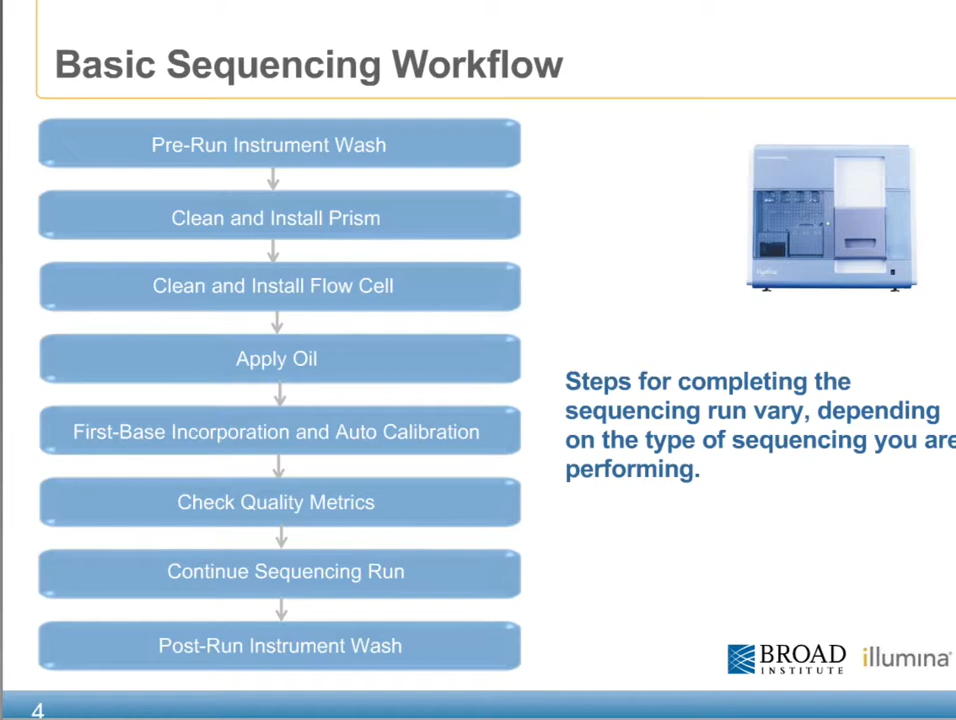 Basic Sequencing Workflow
Pre-Run Instrument Wash
Clean and Install Prism
Clean and Install Flow Cell
Apply Oil
First-Base Incorporation and Auto Calibration
Check Quality Metrics
Continue Sequencing Run
Post-Run Instrument Wash
Steps for completing the
sequencing run vary, depending
on the type of sequencing you are
performing.
BROAD
INSTITUTE
illumina
4